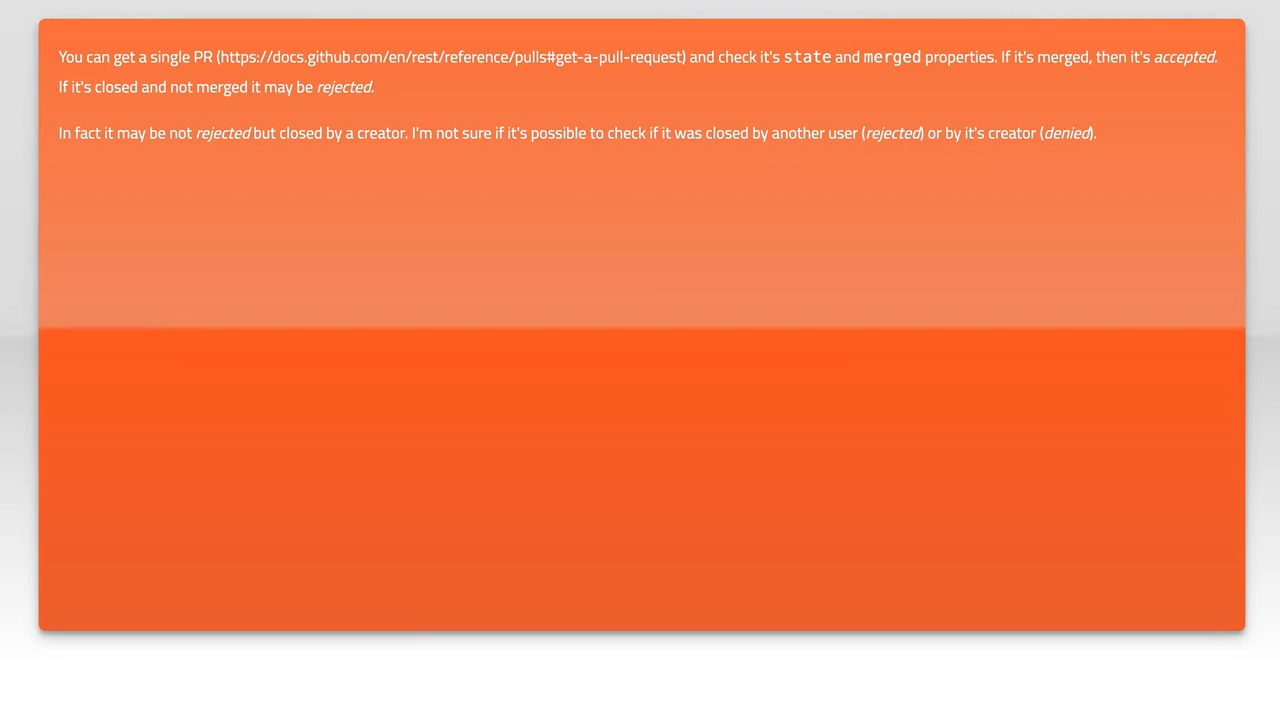 You can get a single PR (https://docs.github.com/en/rest/reference/pulls#get-a-pull-request) and check it's state and merged properties. If it's merged, then it's accepted.
If it's closed and not merged it may be rejected.
In fact it may be not rejected but closed by a creator. I'm not sure if it's possible to check if it was closed by another user (rejected) or by it's creator (denied).